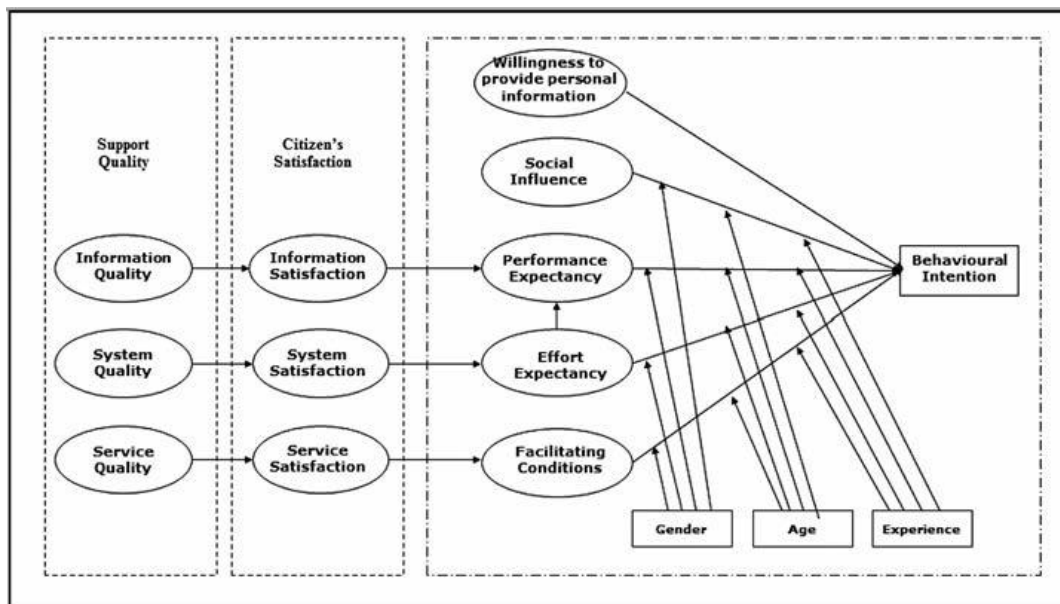 Support
Quality
Citizen's
Satisfaction
Willingness to
provide personal
information
Social
Influence
Information
Quality
Information
Satisfaction
Performance
Expectancy
Behavioural
Intention
System
Quality
System
Satisfaction
Effort
Expectancy
Service
Quality
Service
Satisfaction
Facilitating
Conditions
Gender
Age
Experience